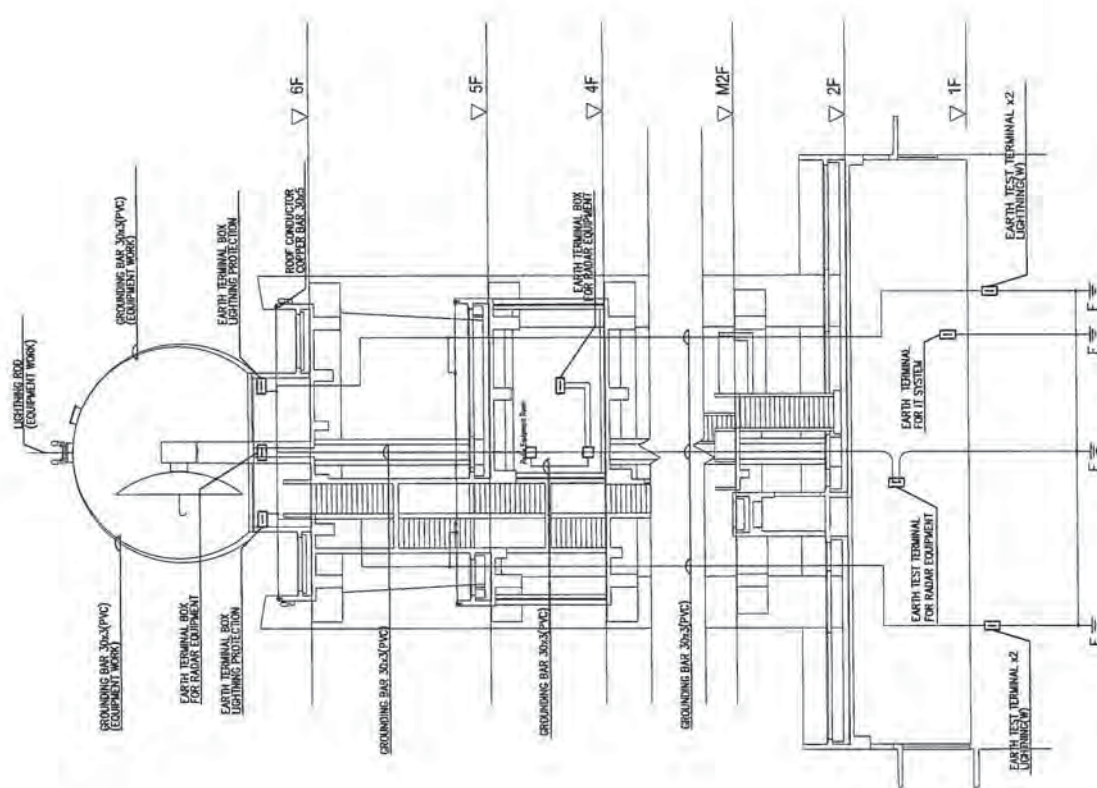 LIGHTNING ROD
(EQUIPMENT WORK)
GROUNDING BAR 30x3(PVC)
(EQUIPMENT WORK)
EARTH TERMINAL BOX
LIGHTNING PROTECTION
ROOF CONDUCTOR
COPPER BAR 30x5
6F
5F
4F
M2F
2F
1F
GROUNDING BAR 30x3(PVC)
(EQUIPMENT WORK)
EARTH TERMINAL BOX
FOR RADAR EQUIPMENT
EARTH TERMINAL BOX
LIGHTNING PROTECTION
EARTH TERMINAL BOX
FOR RADAR EQUIPMENT
Equipment Room
GROUNDING BAR 30x3(PVC)
GROUNDING BAR 30x3(PVC)
GROUNDING BAR 30x3(PVC)
EARTH TEST TERMINAL x2
LIGHTNING(W)
EARTH TERMINAL
FOR IT SYSTEM
EARTH TEST TERMINAL
FOR RADAR EQUIPMENT
EARTH TEST TERMINAL x2
LIGHTNING(W)
E
E
E
E